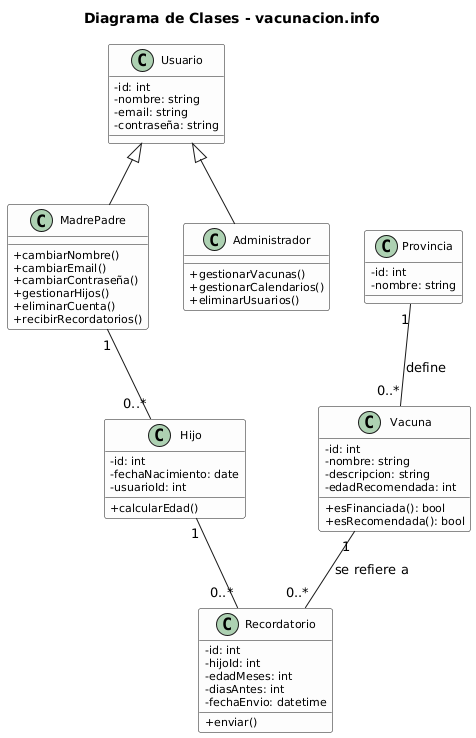 Diagrama de Clases - vacunacion.info
C Usuario
-id: int
-nombre: string
-email: string
-contraseña: string
C MadrePadre
+cambiarNombre()
+cambiarEmail()
+cambiarContraseña()
+gestionarHijos()
+eliminarCuenta()
+recibirRecordatorios()
C Administrador
+gestionarVacunas()
+gestionarCalendarios()
+eliminarUsuarios()
C Provincia
-id: int
-nombre: string
1
0..*
1
define
0..*
C Hijo
-id: int
-fechaNacimiento: date
-usuarioId: int
+calcularEdad()
C Vacuna
-id: int
-nombre: string
-descripcion: string
-edadRecomendada: int
+esFinanciada(): bool
+esRecomendada(): bool
1
0..*
1
se refiere a
0..*
C Recordatorio
-id: int
-hijoId: int
-edadMeses: int
-diasAntes: int
-fechaEnvio: datetime
+enviar()